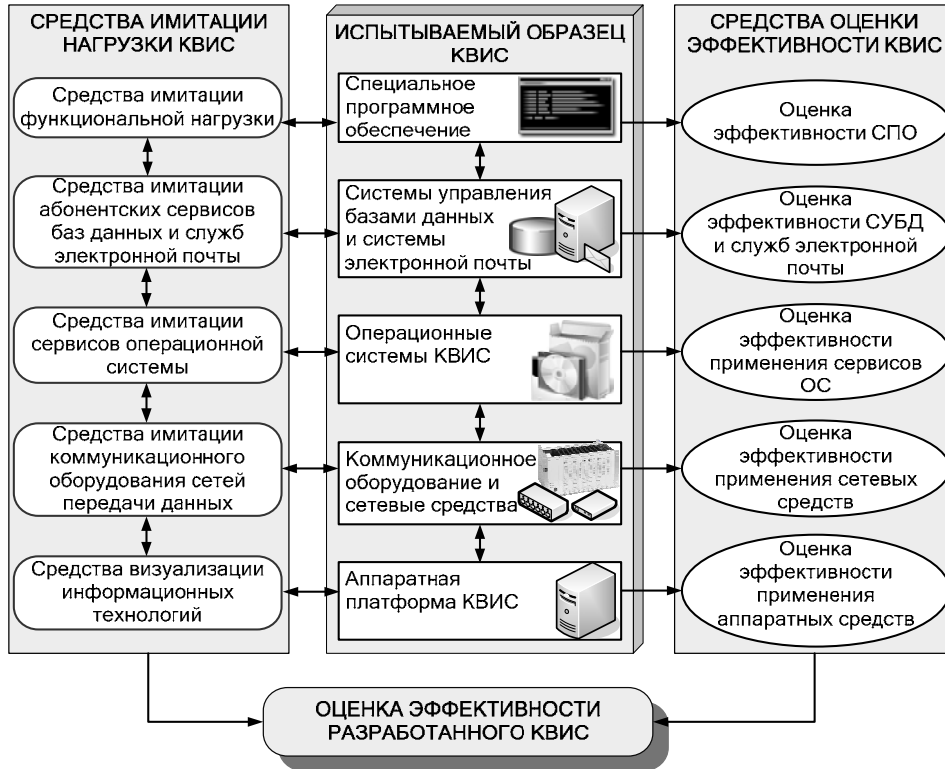 СРЕДСТВА ИМИТАЦИИ
НАГРУЗКИ КВИС
Средства имитации
функциональной нагрузки
Средства имитации
абонентских сервисов
баз данных и служб
электронной почты
Средства имитации
сервисов операционной
системы
Средства имитации
коммуникационного
оборудования сетей
передачи данных
Средства визуализации
информационных
технологий
ИСПЫТЫВАЕМЫЙ ОБРАЗЕЦ
КВИС
Специальное
программное
обеспечение
Системы управления
базами данных
и системы
электронной почты
Операционные
системы КВИС
Коммуникационное
оборудование и
сетевые средства
Аппаратная
платформа КВИС
СРЕДСТВА ОЦЕНКИ
ЭФФЕКТИВНОСТИ КВИС
Оценка
эффективности СПО
Оценка
эффективности СУБД
и служб электронной
почты
Оценка
эффективности
применения сервисов
ОС
Оценка
эффективности
применения сетевых
средств
Оценка
эффективности
применения
аппаратных средств
ОЦЕНКА ЭФФЕКТИВНОСТИ
РАЗРАБОТАННОГО КВИС